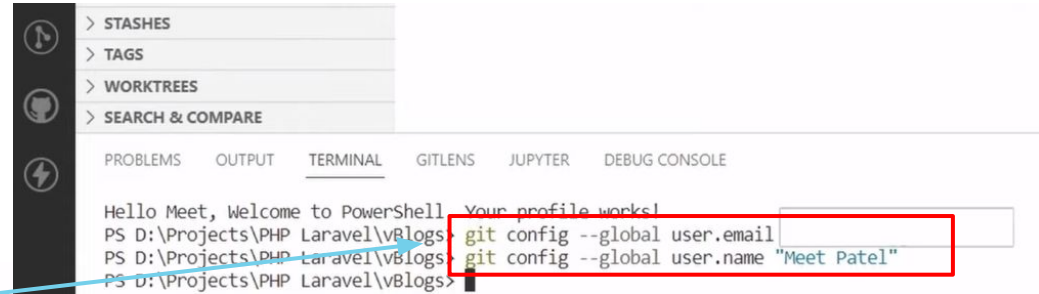 > STASHES
> TAGS
> WORKTREES
> SEARCH & COMPARE
PROBLEMS OUTPUT TERMINAL GITLENS JUPYTER DEBUG CONSOLE
Hello Meet, Welcome to PowerShell. Your profile works!
PS D:\Projects\PHP Laravel\vBlogs> git config --global user.email
PS D:\Projects\PHP Laravel\vBlogs> git config --global user.name "Meet Patel"
PS D:\Projects\PHP Laravel\vBlogs>